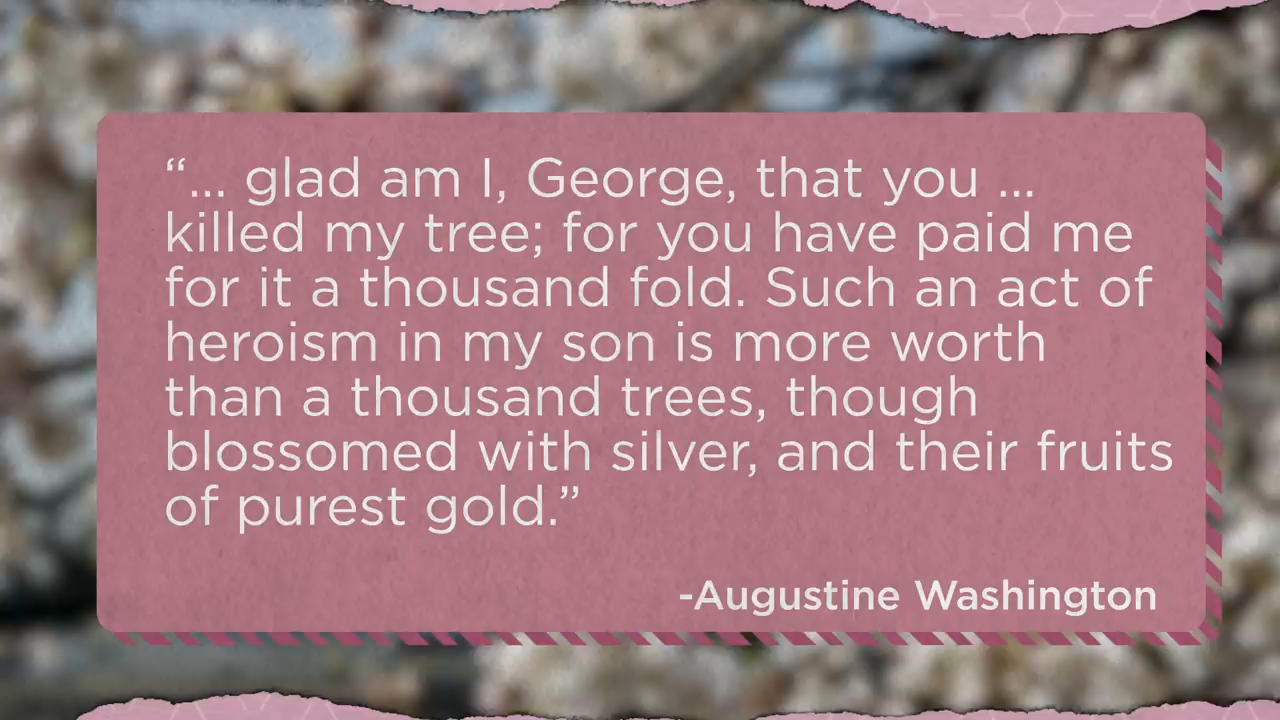 “... glad am I, George, that you ...
killed my tree; for you have paid me
for it a thousand fold. Such an act of
heroism in my son is more worth
than a thousand trees, though
blossomed with silver, and their fruits
of purest gold.”
-Augustine Washington